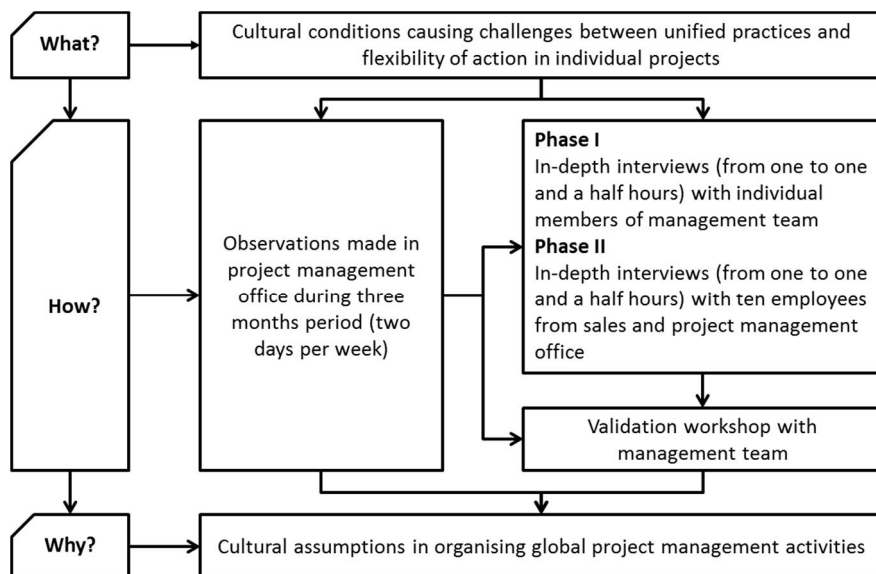 What?
Cultural conditions causing challenges between unified practices and
flexibility of action in individual projects
How?
Observations made in
project management
office during three
months period (two
days per week)
Phase I
In-depth interviews (from one to one
and a half hours) with individual
members of management team
Phase II
In-depth interviews (from one to one
and a half hours) with ten employees
from sales and project management
office
Validation workshop with
management team
Why?
Cultural assumptions in organising global project management activities